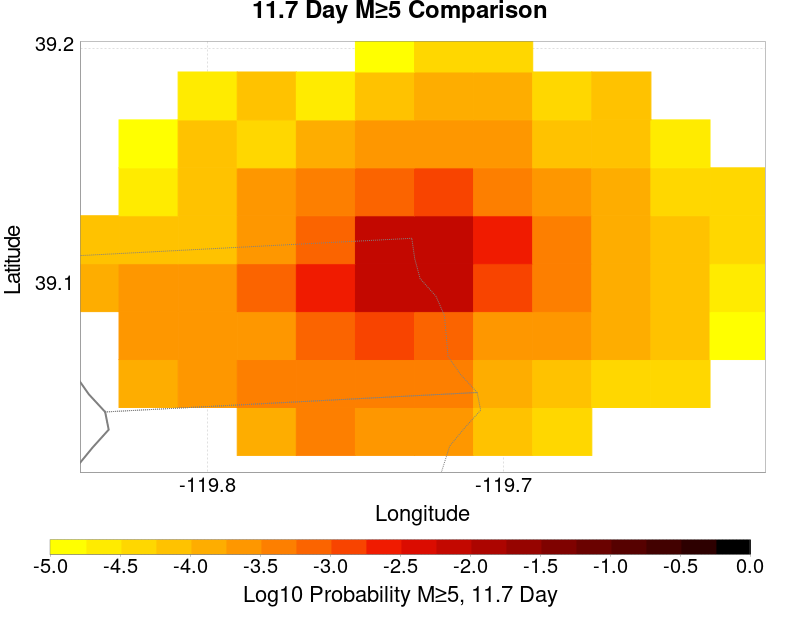 11.7 Day M≥5 Comparison
39.2
39.1
Latitude
-119.8 -119.7
Longitude
-5.0 -4.5 -4.0 -3.5 -3.0 -2.5 -2.0 -1.5 -1.0 -0.5 0.0
Log10 Probability M≥5, 11.7 Day